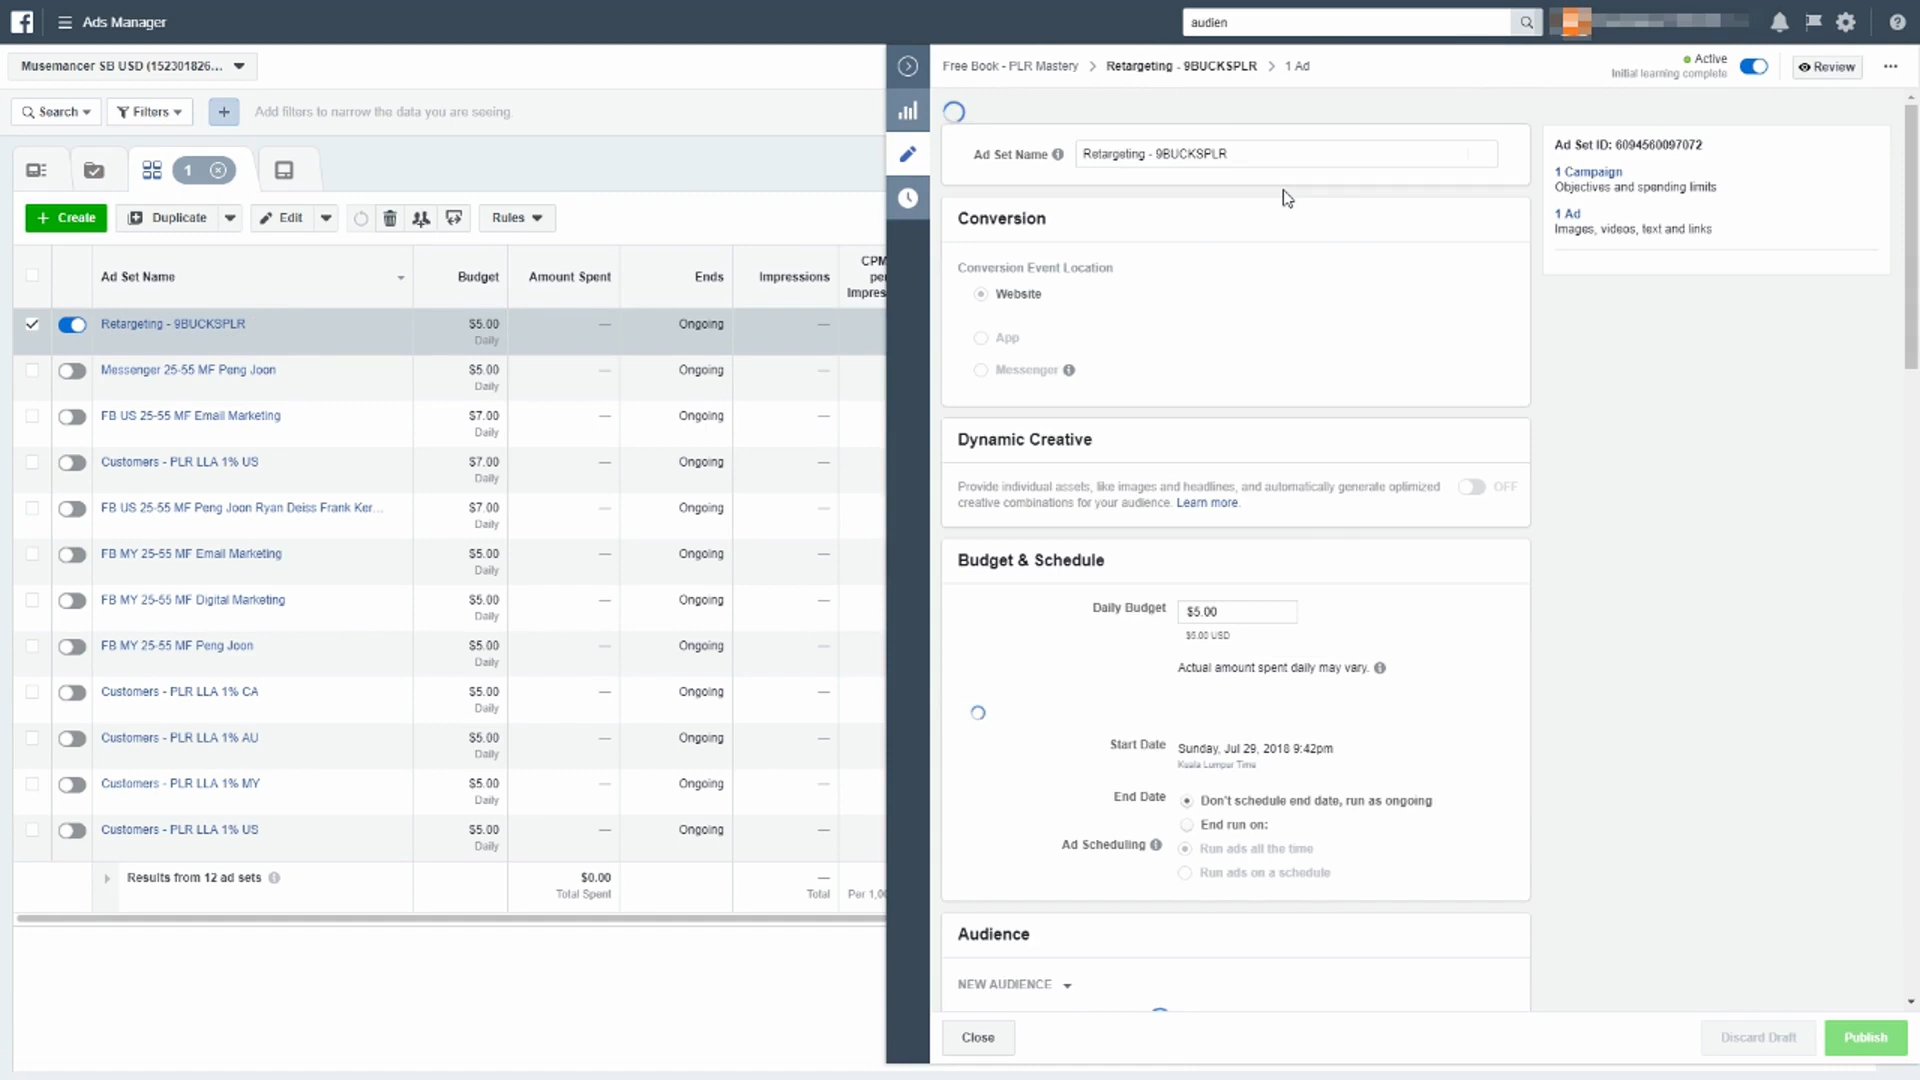 Ads Manager
audien
Musemancer SB USD (152301826...
Search
Filters
Add filters to narrow the data you are seeing.
1
Create
Duplicate
Edit
Rules
Ad Set Name
Budget
Amount Spent
Ends
Impressions
CPM
per
Impres
Retargeting - 9BUCKSPLR
$5.00
Daily
—
Ongoing
—
Messenger 25-55 MF Peng Joon
$5.00
Daily
—
Ongoing
—
FB US 25-55 MF Email Marketing
$7.00
Daily
—
Ongoing
—
Customers - PLR LLA 1% US
$7.00
Daily
—
Ongoing
—
FB US 25-55 MF Peng Joon Ryan Deiss Frank Ker...
$7.00
Daily
—
Ongoing
—
FB MY 25-55 MF Email Marketing
$5.00
Daily
—
Ongoing
—
FB MY 25-55 MF Digital Marketing
$5.00
Daily
—
Ongoing
—
FB MY 25-55 MF Peng Joon
$5.00
Daily
—
Ongoing
—
Customers - PLR LLA 1% CA
$5.00
Daily
—
Ongoing
—
Customers - PLR LLA 1% AU
$5.00
Daily
—
Ongoing
—
Customers - PLR LLA 1% MY
$5.00
Daily
—
Ongoing
—
Customers - PLR LLA 1% US
$5.00
Daily
—
Ongoing
—
Results from 12 ad sets
$0.00
Total Spent
—
Total
Per 1,0
Free Book - PLR Mastery > Retargeting - 9BUCKSPLR > 1 Ad
Active
Initial learning complete
Review
Ad Set Name
Retargeting - 9BUCKSPLR
Conversion
Conversion Event Location
Website
App
Messenger
Dynamic Creative
Provide individual assets, like images and headlines, and automatically generate optimized
creative combinations for your audience. Learn more.
OFF
Budget & Schedule
Daily Budget
$5.00
$5.00 USD
Actual amount spent daily may vary.
Start Date
Sunday, Jul 29, 2018 9:42pm
Kuala Lumpur Time
End Date
Don't schedule end date, run as ongoing
End run on:
Ad Scheduling
Run ads all the time
Run ads on a schedule
Audience
NEW AUDIENCE
Close
Discard Draft
Publish
Ad Set ID: 6094560097072
1 Campaign
Objectives and spending limits
1 Ad
Images, videos, text and links